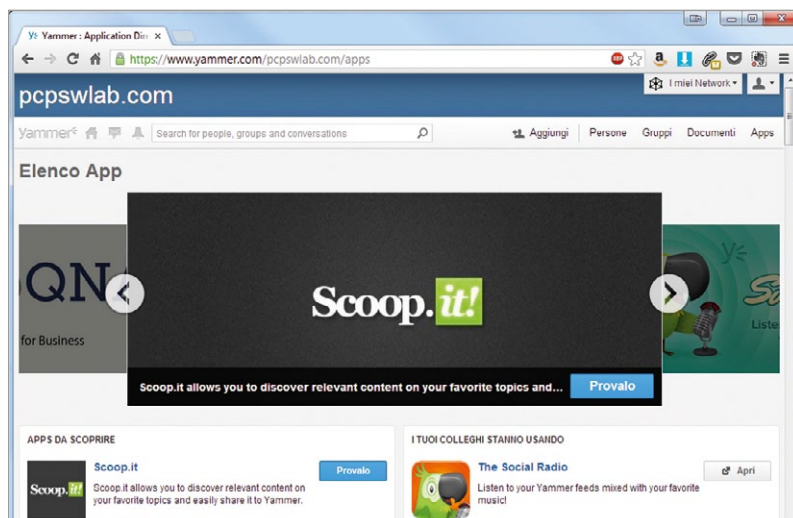 Yammer : Application Dire
https://www.yammer.com/pcpswlab.com/apps
pcpswlab.com
I miei Network
yammer
Search for people, groups and conversations
Aggiungi
Persone
Gruppi
Documenti
Apps
Elenco App
QN
for Business
Scoop.it!
Liste
Scoop.it allows you to discover relevant content on your favorite topics and...
Provalo
APPS DA SCOPRIRE
Scoop.it
Provalo
Scoop.it
Scoop.it allows you to discover relevant content on
your favorite topics and easily share it to Yammer.
I TUOI COLLEGHI STANNO USANDO
The Social Radio
Apri
Listen to your Yammer feeds mixed with your favorite
music!